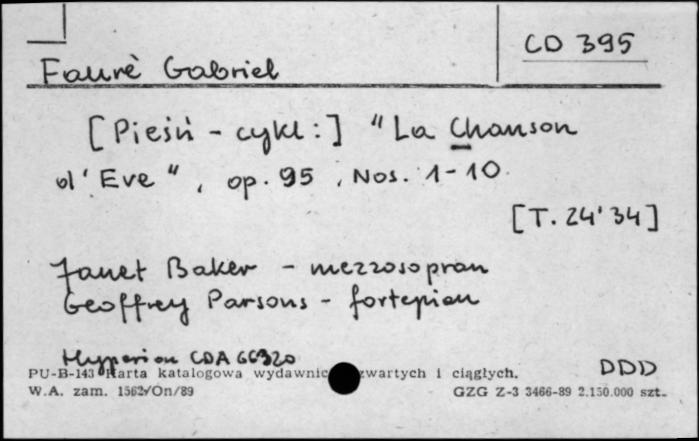 CD 395
Faurè Gabriel
[Pieśń - cykl:] "La Chanson
d'Eve", op. 95, Nos. 1-10
[T. 24'34]
Janet Baker - mezzosopran
Geoffrey Parsons - fortepian
Hyperion CDA 66320
DDD
PU-B-143 Karta katalogowa wydawnic zwartych i ciągłych.
W.A. zam. 1562/On/89 GZG Z-3 3466-89 2.150.000 szt.